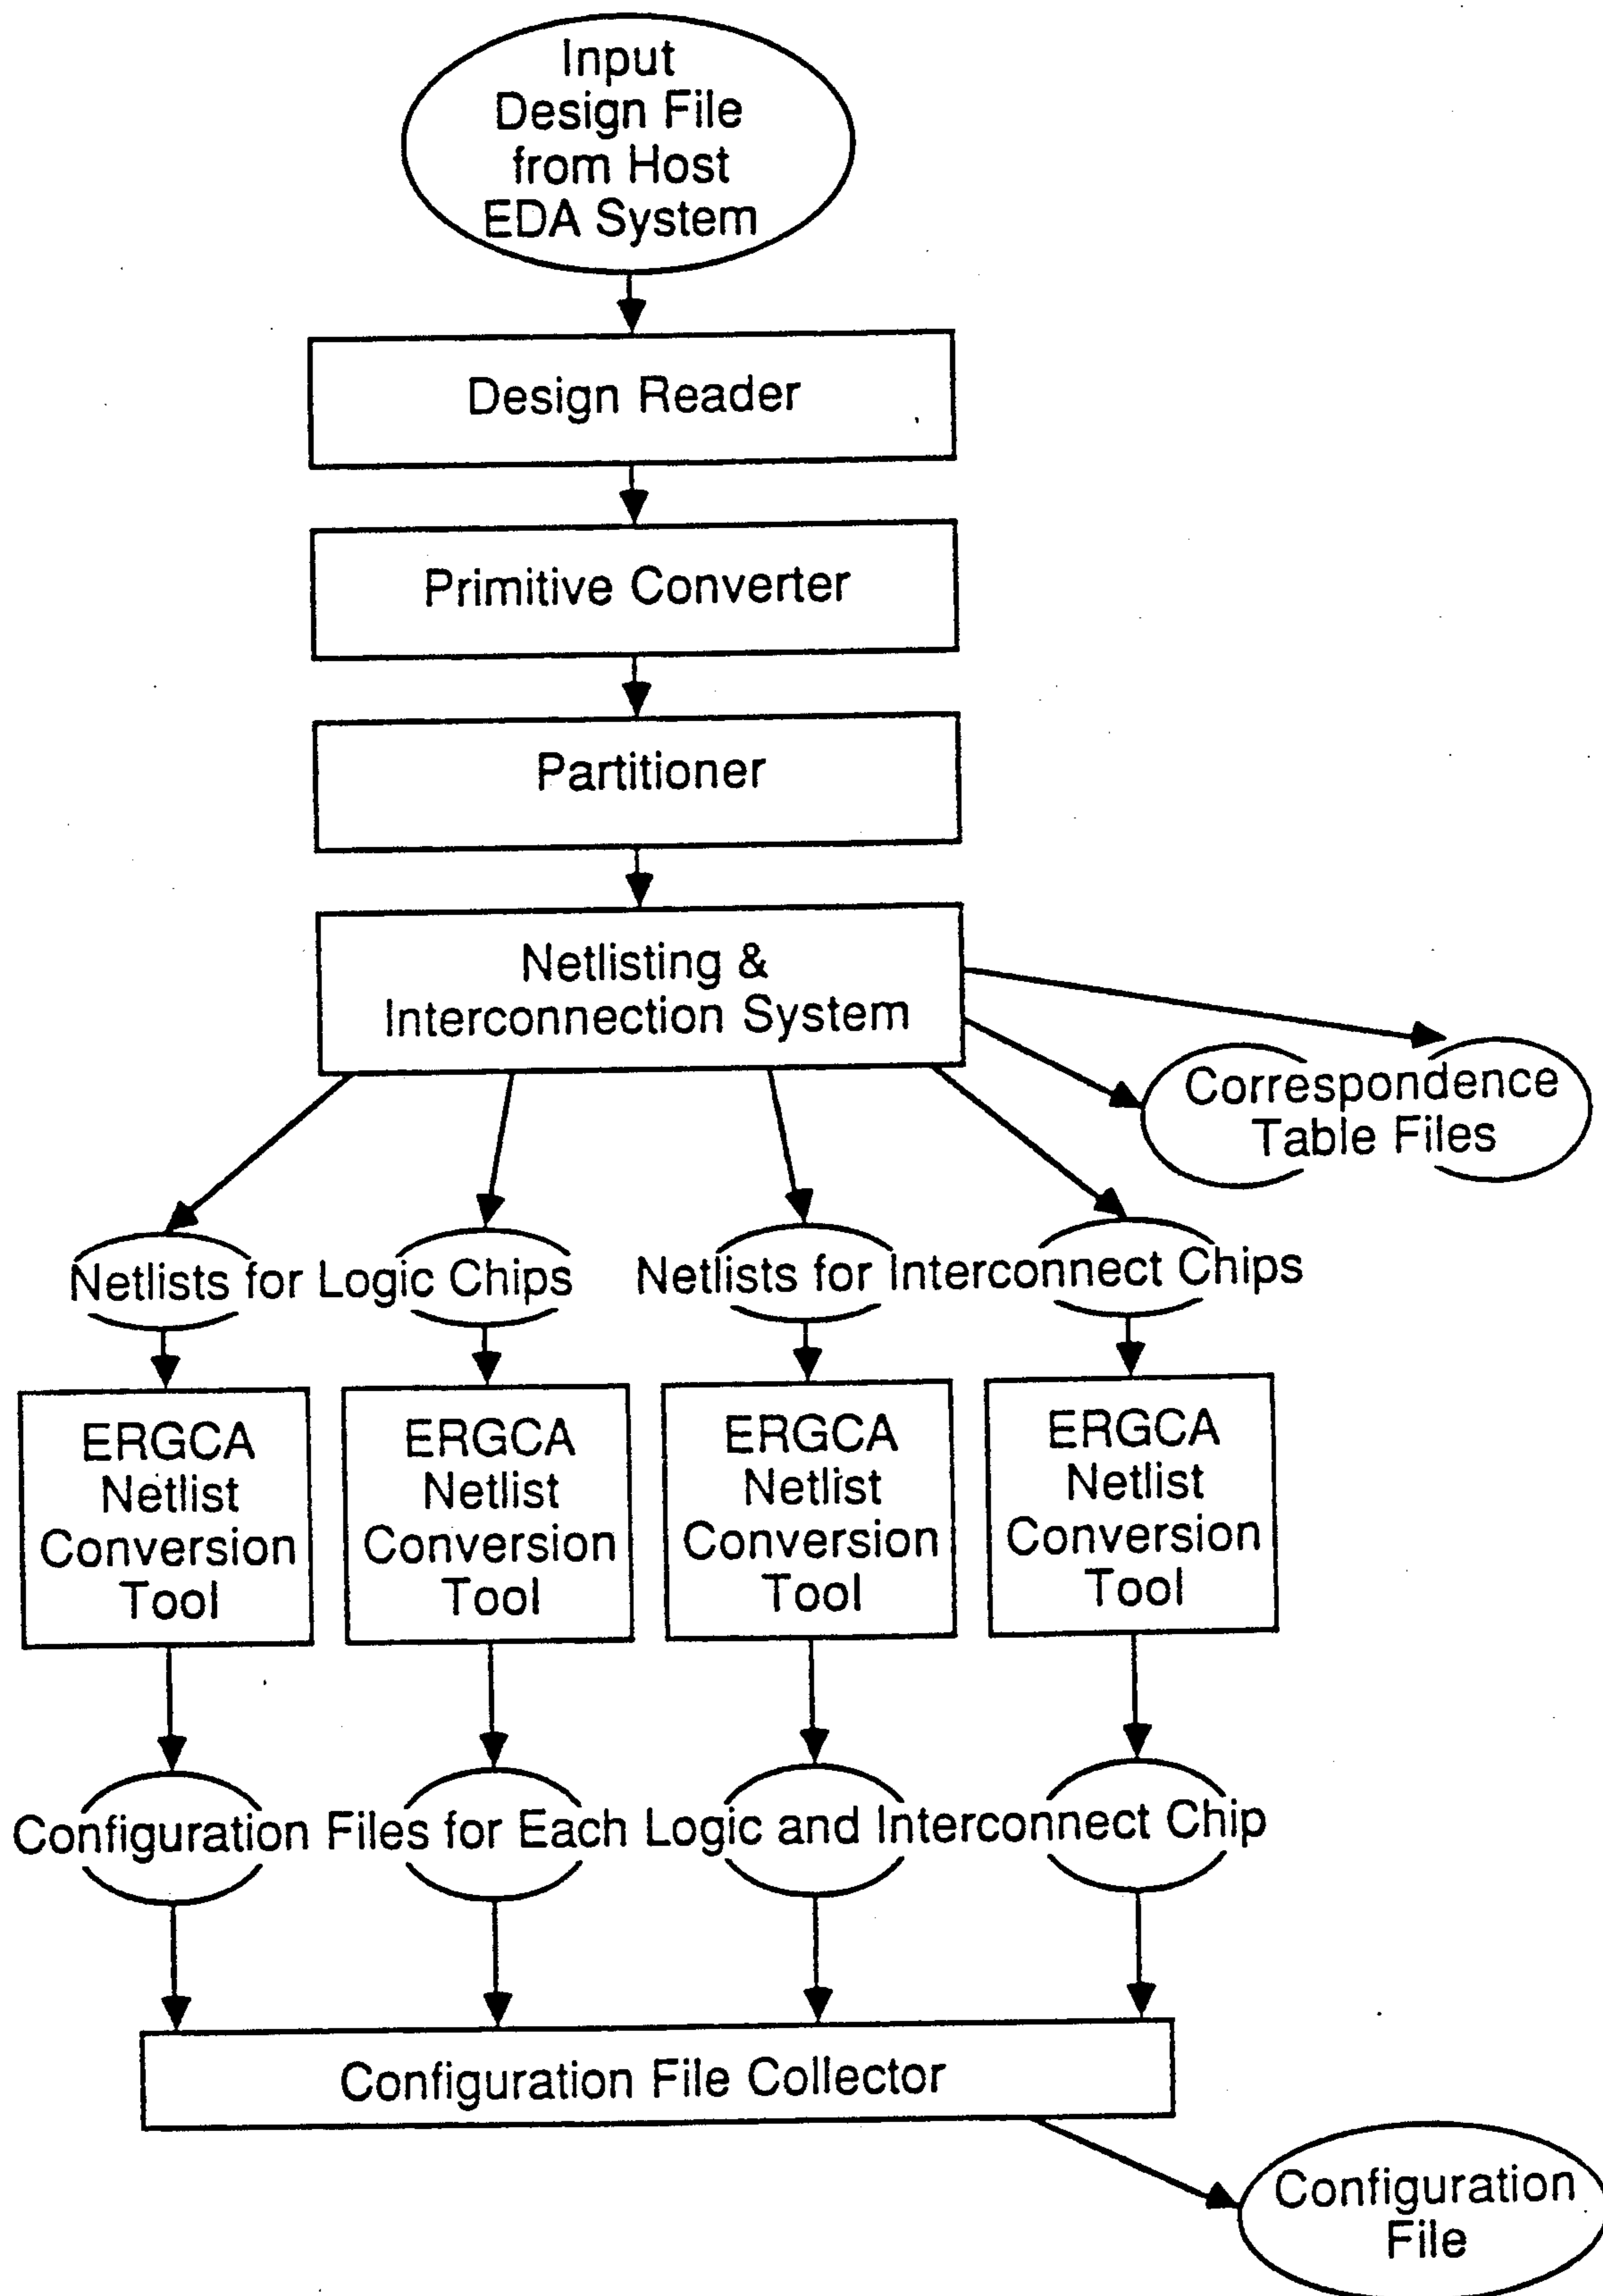 Input
Design File
from Host
EDA System
Design Reader
Primitive Converter
Partitioner
Netlisting &
Interconnection System
Correspondence
Table Files
Netlists for Logic Chips
Netlists for Interconnect Chips
ERGCA
Netlist
Conversion
Tool
ERGCA
Netlist
Conversion
Tool
ERGCA
Netlist
Conversion
Tool
ERGCA
Netlist
Conversion
Tool
Configuration Files for Each Logic and Interconnect Chip
Configuration File Collector
Configuration
File